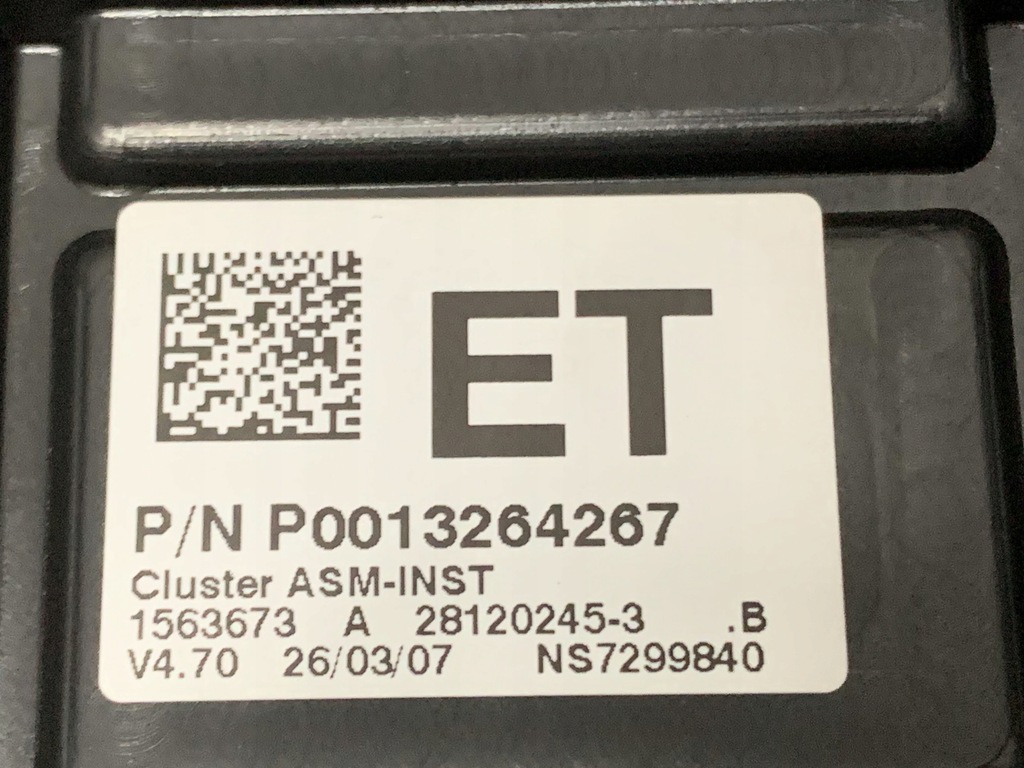 ET
P/N P0013264267
Cluster ASM-INST
1563673 A 28120245-3 .B
V4.70 26/03/07 NS7299840